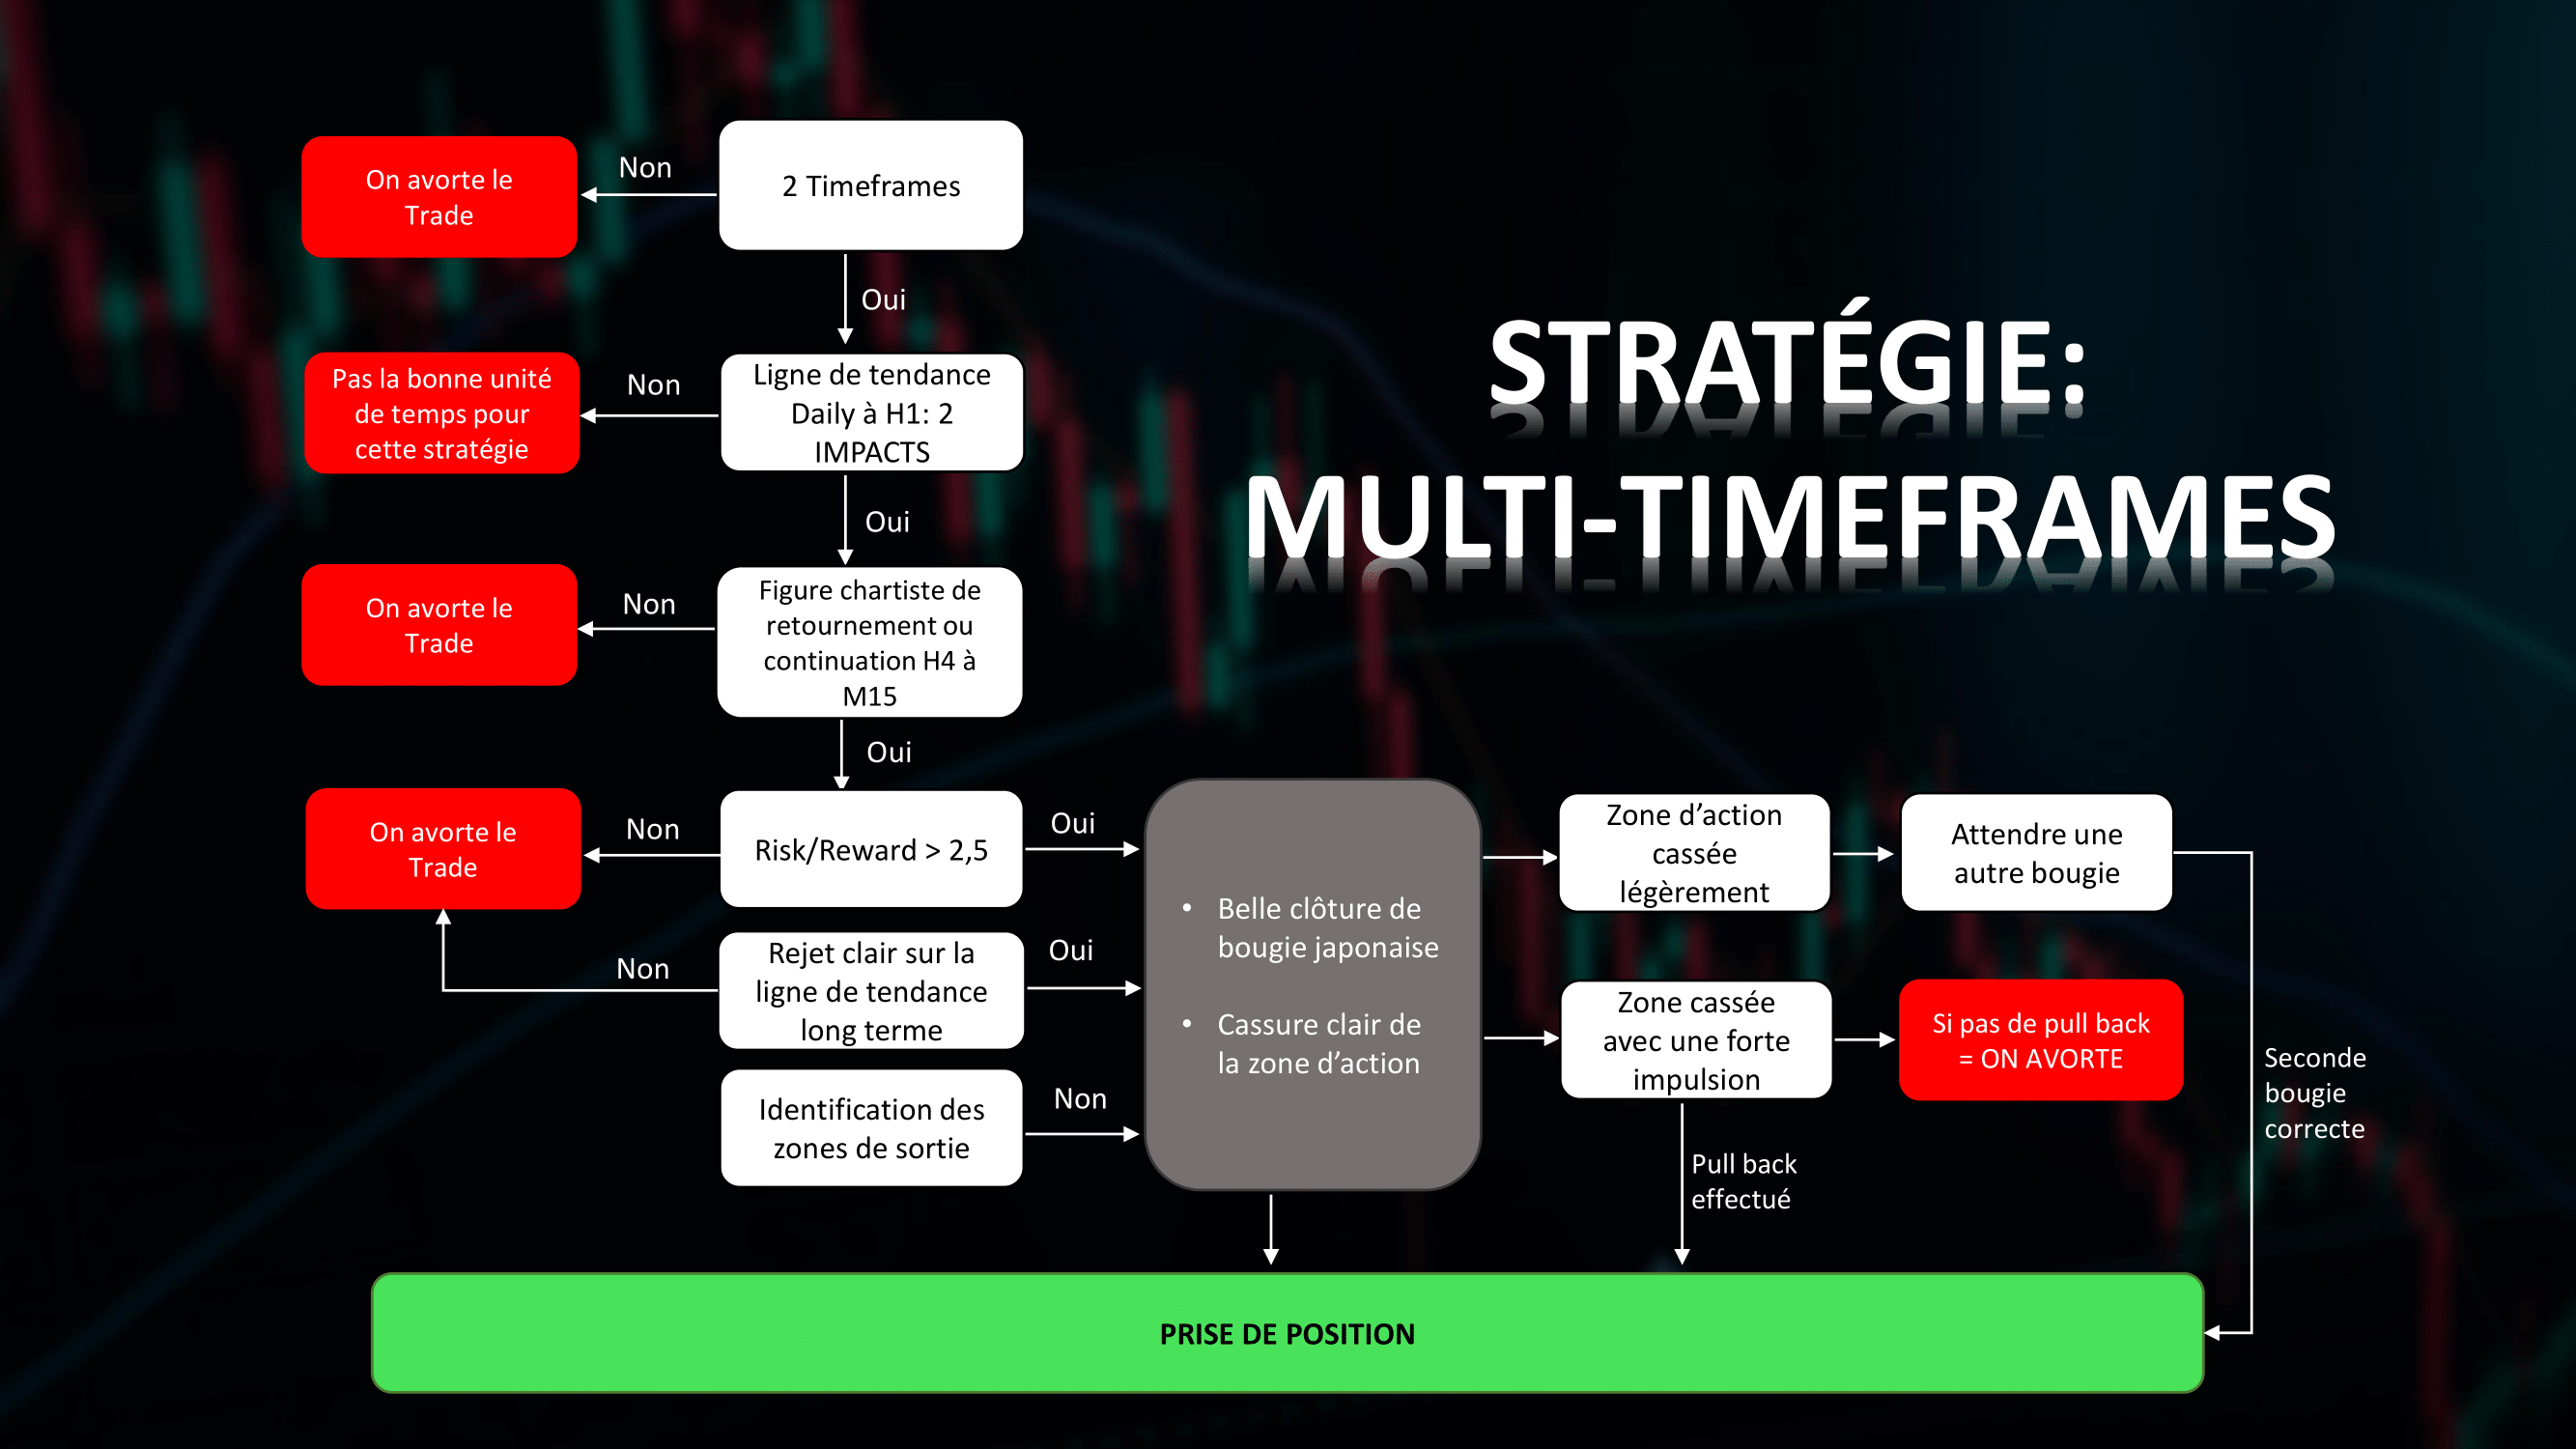 STRATÉGIE:
MULTI-TIMEFRAMES
On avorte le
Trade
Non
2 Timeframes
Oui
Pas la bonne unité
de temps pour
cette stratégie
Non
Ligne de tendance
Daily à H1: 2
IMPACTS
Oui
On avorte le
Trade
Non
Figure chartiste de
retournement ou
continuation H4 à
M15
Oui
On avorte le
Trade
Non
Risk/Reward > 2,5
Oui
Non
Rejet clair sur la
ligne de tendance
long terme
Oui
Identification des
zones de sortie
Non
• Belle clôture de
bougie japonaise
• Cassure clair de
la zone d’action
Zone d’action
cassée
légèrement
Attendre une
autre bougie
Zone cassée
avec une forte
impulsion
Si pas de pull back
= ON AVORTE
Seconde
bougie
correcte
Pull back
effectué
PRISE DE POSITION